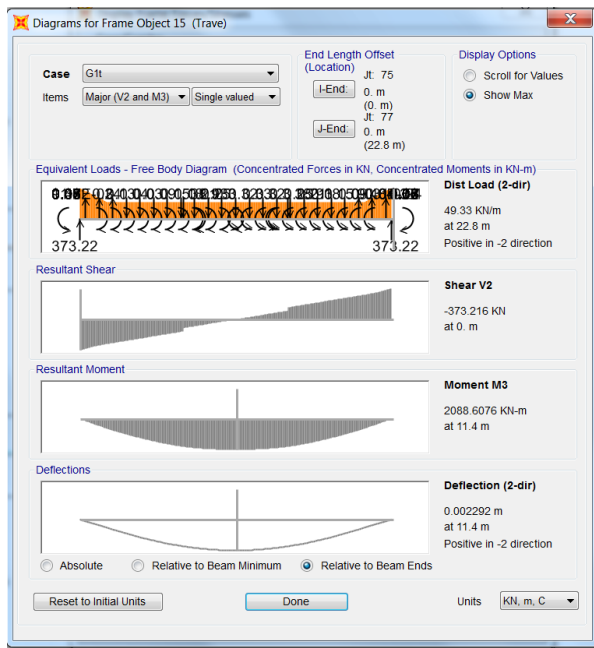 Diagrams for Frame Object 15 (Trave)
Case G1t
Items Major (V2 and M3) Single valued
End Length Offset
(Location)
I-End: Jt: 75
0. m
(0. m)
J-End: Jt: 77
0. m
(22.8 m)
Display Options
Scroll for Values
Show Max
Equivalent Loads - Free Body Diagram (Concentrated Forces in KN, Concentrated Moments in KN-m)
373.22
373.22
Dist Load (2-dir)
49.33 KN/m
at 22.8 m
Positive in -2 direction
Resultant Shear
Shear V2
-373.216 KN
at 0. m
Resultant Moment
Moment M3
2088.6076 KN-m
at 11.4 m
Deflections
Deflection (2-dir)
0.002292 m
at 11.4 m
Positive in -2 direction
Absolute Relative to Beam Minimum Relative to Beam Ends
Reset to Initial Units Done Units KN, m, C